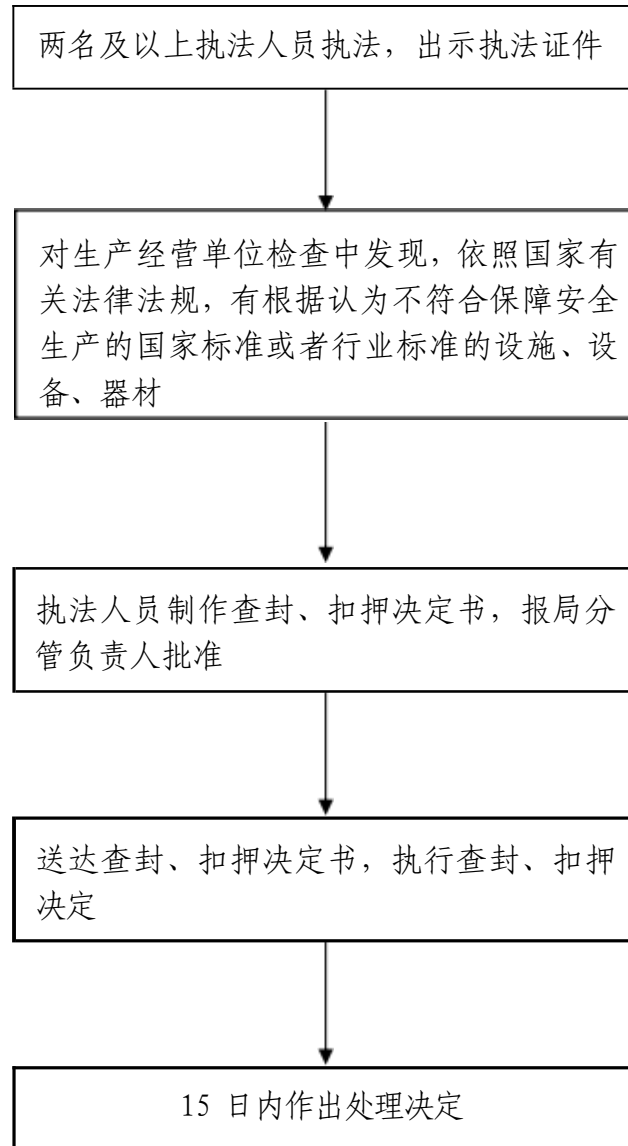 两名及以上执法人员执法，出示执法证件
对生产经营单位检查中发现，依照国家有
关法律法规，有根据认为不符合保障安全
生产的国家标准或者行业标准的设施、设
备、器材
执法人员制作查封、扣押决定书，报局分
管负责人批准
送达查封、扣押决定书，执行查封、扣押
决定
15 日内作出处理决定